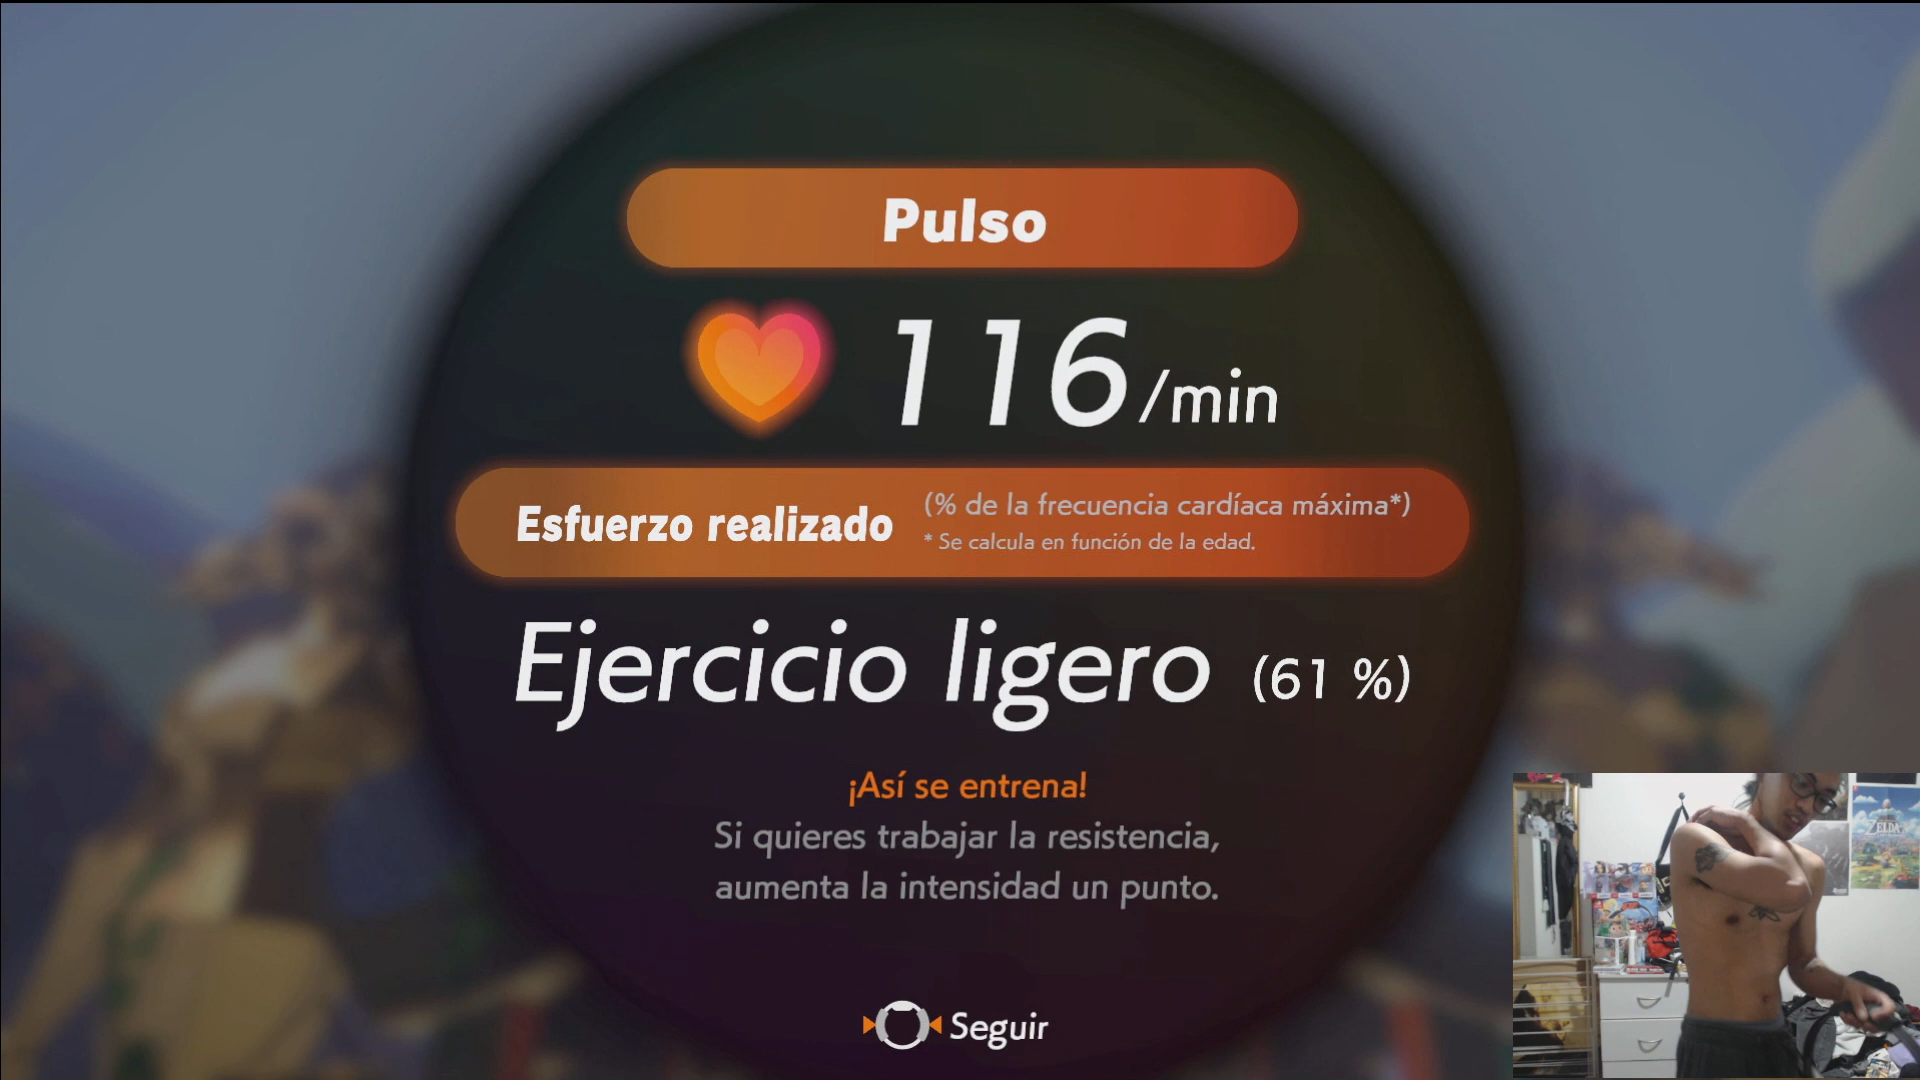 Pulso
116/min
Esfuerzo realizado
(% de la frecuencia cardíaca máxima*)
* Se calcula en función de la edad.
Ejercicio ligero (61 %)
¡Así se entrena!
Si quieres trabajar la resistencia,
aumenta la intensidad un punto.
Seguir
ZELDA